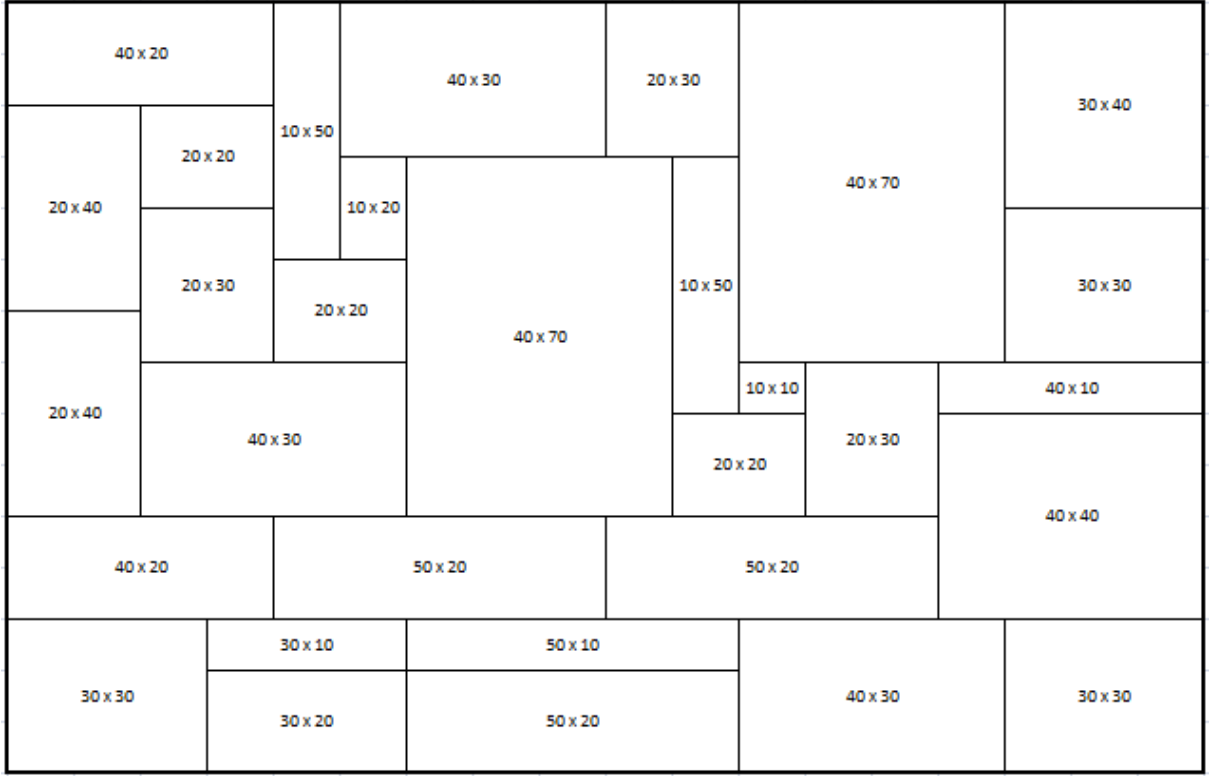 40 x 20
40 x 30
20 x 30
30 x 40
10 x 50
20 x 20
40 x 70
20 x 40
10 x 20
20 x 30
10 x 50
30 x 30
20 x 20
40 x 70
10 x 10
40 x 10
20 x 40
40 x 30
20 x 30
20 x 20
40 x 40
40 x 20
50 x 20
50 x 20
30 x 10
50 x 10
30 x 30
40 x 30
30 x 30
30 x 20
50 x 20